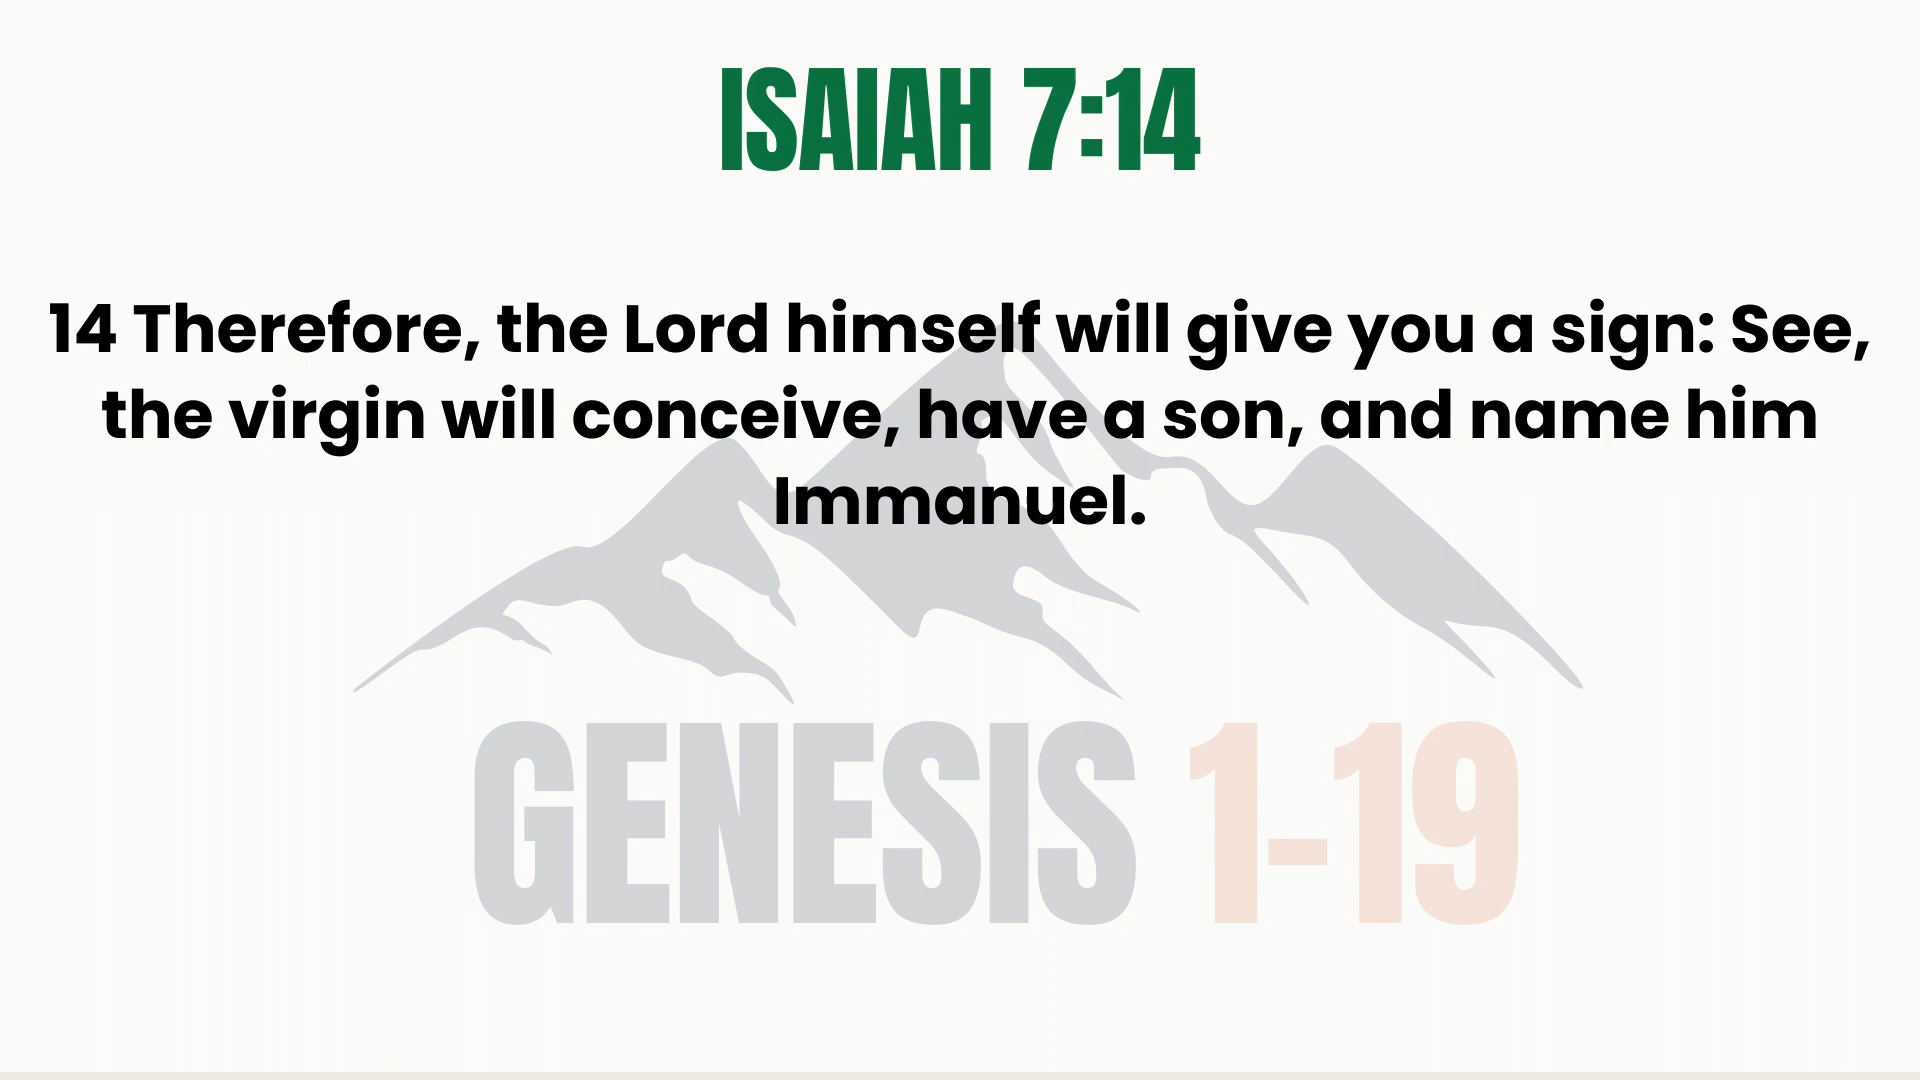 ISAIAH 7:14
14 Therefore, the Lord himself will give you a sign: See,
the virgin will conceive, have a son, and name him
Immanuel.
GENESIS 1-19